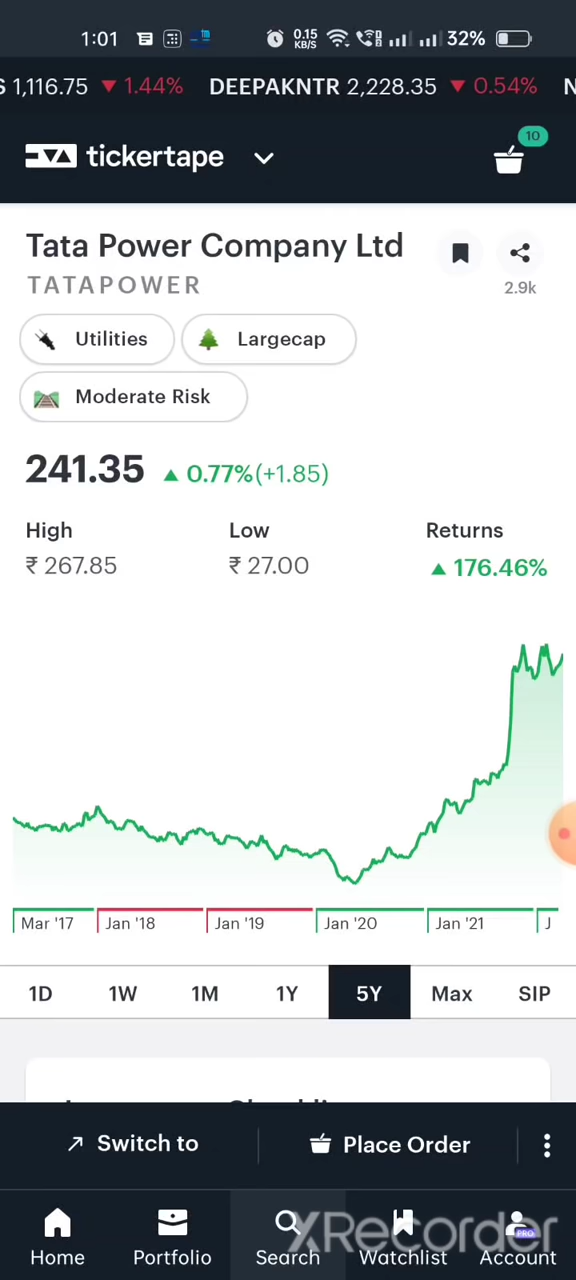 1:01 0.15 KB/S 32%
1,116.75 ▼ 1.44% DEEPAKNTR 2,228.35 ▼ 0.54% N
tickertape 10
Tata Power Company Ltd
TATAPOWER 2.9k
Utilities Largecap
Moderate Risk
241.35 ▲ 0.77%(+1.85)
High Low Returns
₹ 267.85 ₹ 27.00 ▲ 176.46%
Mar '17 Jan '18 Jan '19 Jan '20 Jan '21 J
1D 1W 1M 1Y 5Y Max SIP
Switch to Place Order
XRecorder
PRO
Home Portfolio Search Watchlist Account